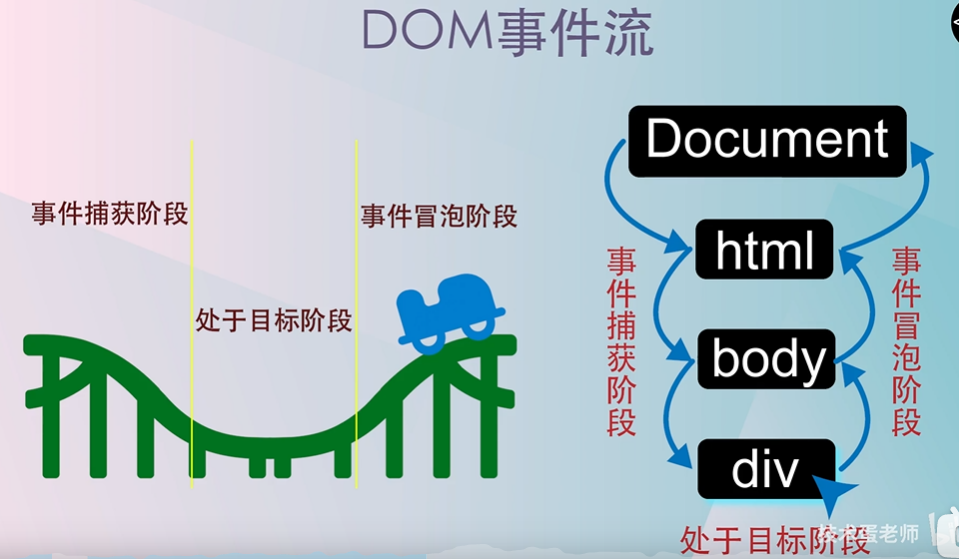 DOM事件流
事件捕获阶段
处于目标阶段
事件冒泡阶段
Document
html
body
div
事件捕获阶段
事件冒泡阶段
处于目标阶段
技术蛋老师